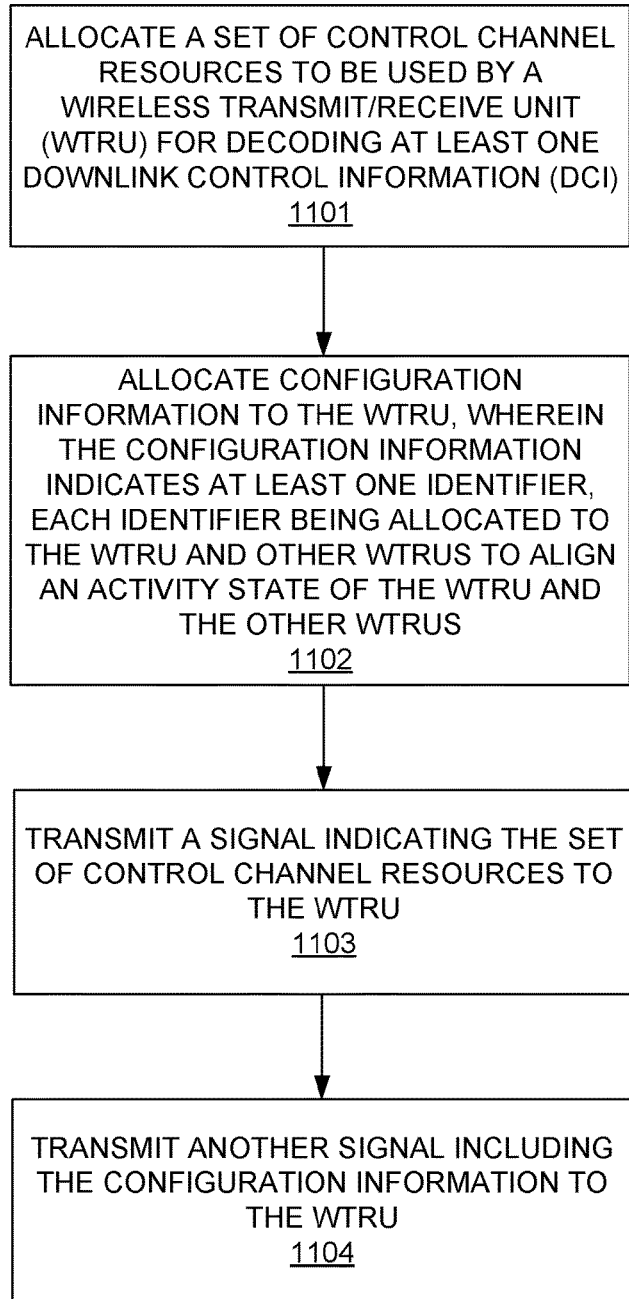 ALLOCATE A SET OF CONTROL CHANNEL
RESOURCES TO BE USED BY A
WIRELESS TRANSMIT/RECEIVE UNIT
(WTRU) FOR DECODING AT LEAST ONE
DOWNLINK CONTROL INFORMATION (DCI)
1101
ALLOCATE CONFIGURATION
INFORMATION TO THE WTRU, WHEREIN
THE CONFIGURATION INFORMATION
INDICATES AT LEAST ONE IDENTIFIER,
EACH IDENTIFIER BEING ALLOCATED TO
THE WTRU AND OTHER WTRUS TO ALIGN
AN ACTIVITY STATE OF THE WTRU AND
THE OTHER WTRUS
1102
TRANSMIT A SIGNAL INDICATING THE SET
OF CONTROL CHANNEL RESOURCES TO
THE WTRU
1103
TRANSMIT ANOTHER SIGNAL INCLUDING
THE CONFIGURATION INFORMATION TO
THE WTRU
1104